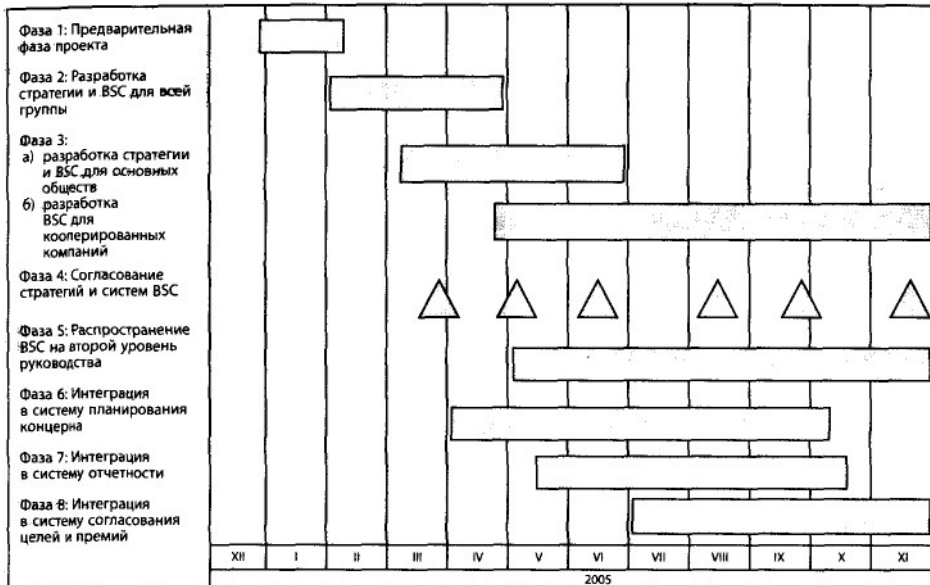 Фаза 1: Предварительная
фаза проекта
Фаза 2: Разработка
стратегии и BSC для всей
группы
Фаза 3:
а) разработка стратегии
и BSC для основных
обществ
б) разработка
BSC для
кооперированных
компаний
Фаза 4: Согласование
стратегий и систем BSC
Фаза 5: Распространение
BSC на второй уровень
руководства
Фаза 6: Интеграция
в систему планирования
концерна
Фаза 7: Интеграция
в систему отчетности
Фаза 8: Интеграция
в систему согласования
целей и премий
XII I II III IV V VI VII VIII IX X XI
2005